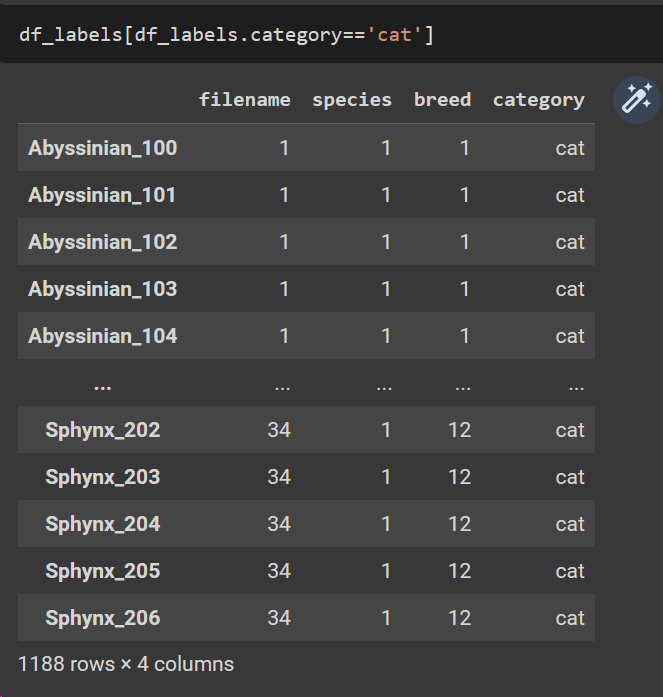 df_labels[df_labels.category=='cat']
filename species breed category
Abyssinian_100 1 1 1 cat
Abyssinian_101 1 1 1 cat
Abyssinian_102 1 1 1 cat
Abyssinian_103 1 1 1 cat
Abyssinian_104 1 1 1 cat
... ... ... ... ...
Sphynx_202 34 1 12 cat
Sphynx_203 34 1 12 cat
Sphynx_204 34 1 12 cat
Sphynx_205 34 1 12 cat
Sphynx_206 34 1 12 cat
1188 rows × 4 columns